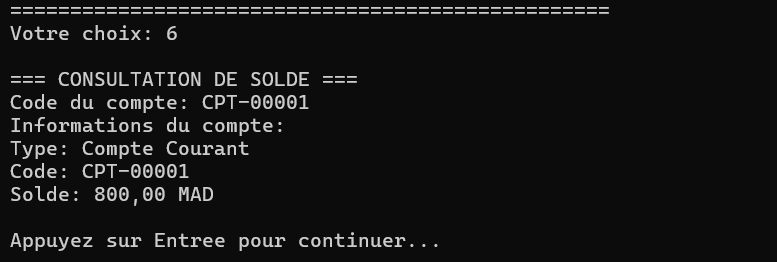 ==================================================
Votre choix: 6
=== CONSULTATION DE SOLDE ===
Code du compte: CPT-00001
Informations du compte:
Type: Compte Courant
Code: CPT-00001
Solde: 800,00 MAD
Appuyez sur Entree pour continuer...